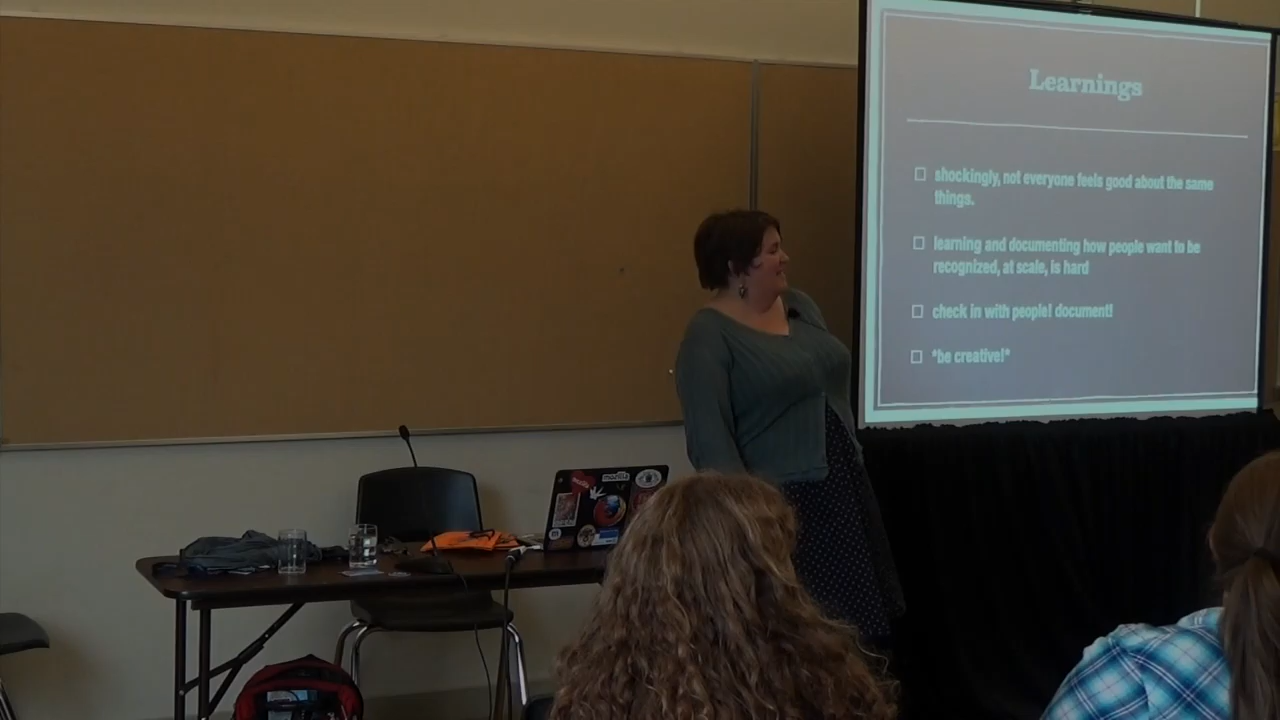 Learnings
shockingly, not everyone feels good about the same
things.
learning and documenting how people want to be
recognized, at scale, is hard
check in with people! document!
*be creative!*
mozilla